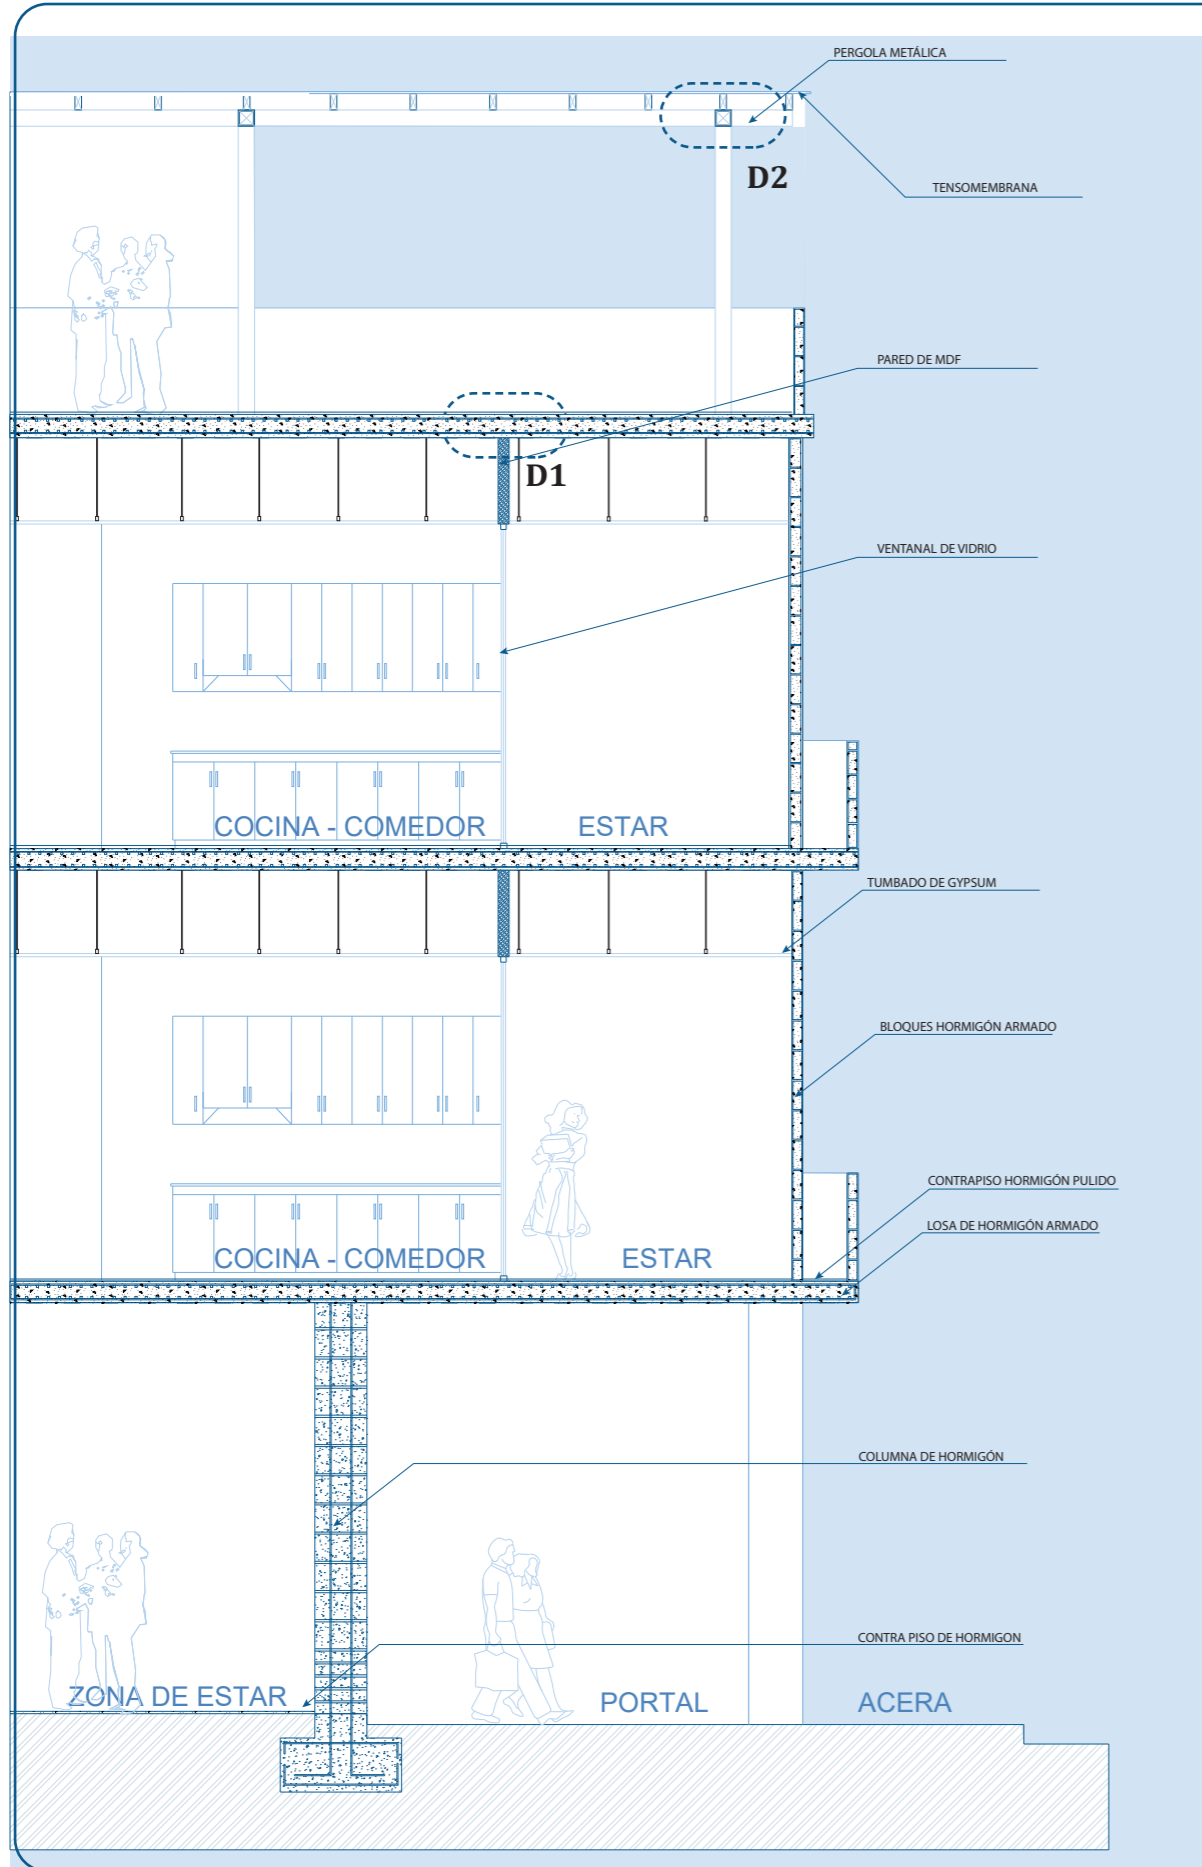 PERGOLA METÁLICA
D2
TENSOMEMBRANA
PARED DE MDF
D1
VENTANAL DE VIDRIO
COCINA - COMEDOR
ESTAR
TUMBADO DE GYPSUM
BLOQUES HORMIGÓN ARMADO
CONTRAPISO HORMIGÓN PULIDO
LOSA DE HORMIGÓN ARMADO
COCINA - COMEDOR
ESTAR
COLUMNA DE HORMIGÓN
CONTRA PISO DE HORMIGON
ZONA DE ESTAR
PORTAL
ACERA